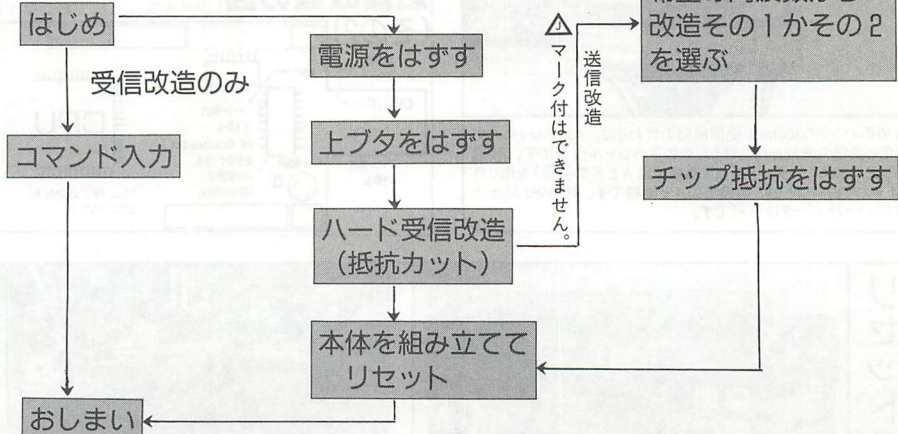 はじめ
受信改造のみ
コマンド入力
おしまい
電源をはずす
上ブタをはずす
ハード受信改造
（抵抗カット）
本体を組み立てて
リセット
送信改造
マーク付はできません。
改造その1かその2
を選ぶ
チップ抵抗をはずす